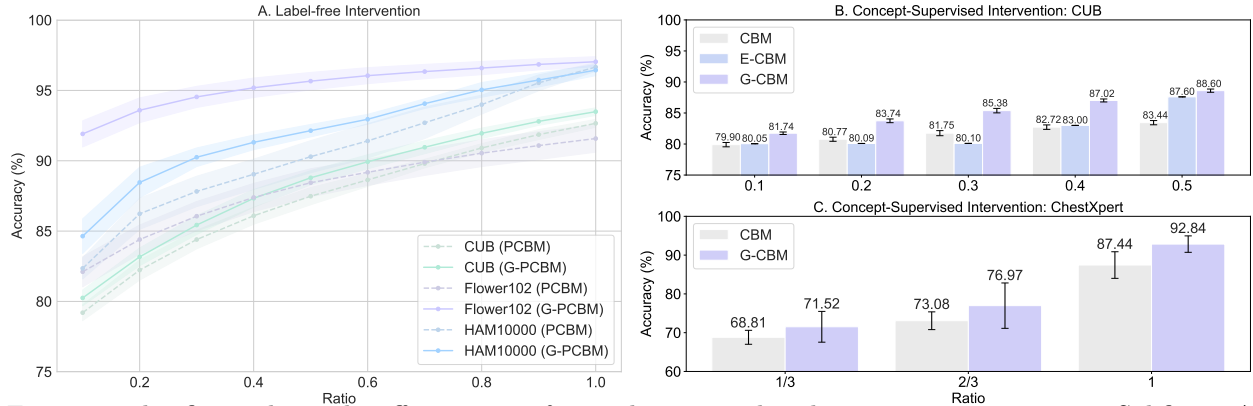 A. Label-free Intervention
100
95
90
85
80
75
Accuracy (%)
0.2 0.4 0.6 0.8 1.0
Ratio
CUB (PCBM)
CUB (G-PCBM)
Flower102 (PCBM)
Flower102 (G-PCBM)
HAM10000 (PCBM)
HAM10000 (G-PCBM)
B. Concept-Supervised Intervention: CUB
100
95
90
85
80
75
Accuracy (%)
CBM
E-CBM
G-CBM
79.90 80.05 81.74
80.77 80.09 83.74
81.75 80.10 85.38
82.72 83.00 87.02
83.44 87.60 88.60
0.1 0.2 0.3 0.4 0.5
C. Concept-Supervised Intervention: ChestXpert
100
90
80
70
60
Accuracy (%)
CBM
G-CBM
68.81 71.52
73.08 76.97
87.44 92.84
1/3 2/3 1
Ratio